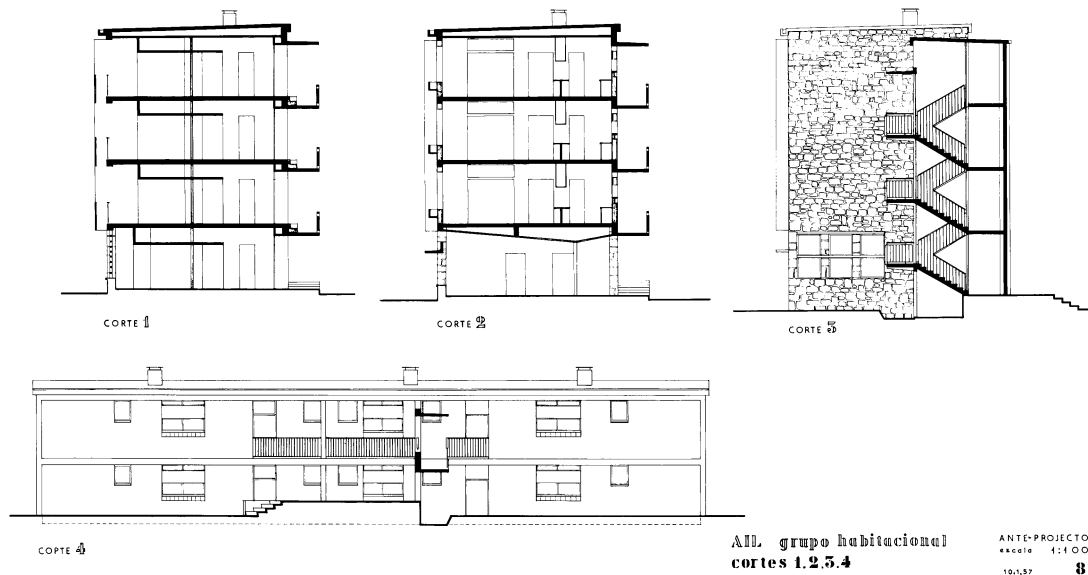 CORTE 1
CORTE 2
CORTE 3
CORTE 4
AIL grupo habitacional
cortes 1.2.3.4
ANTE-PROJECTO
escala 1:100
10.1.57 8